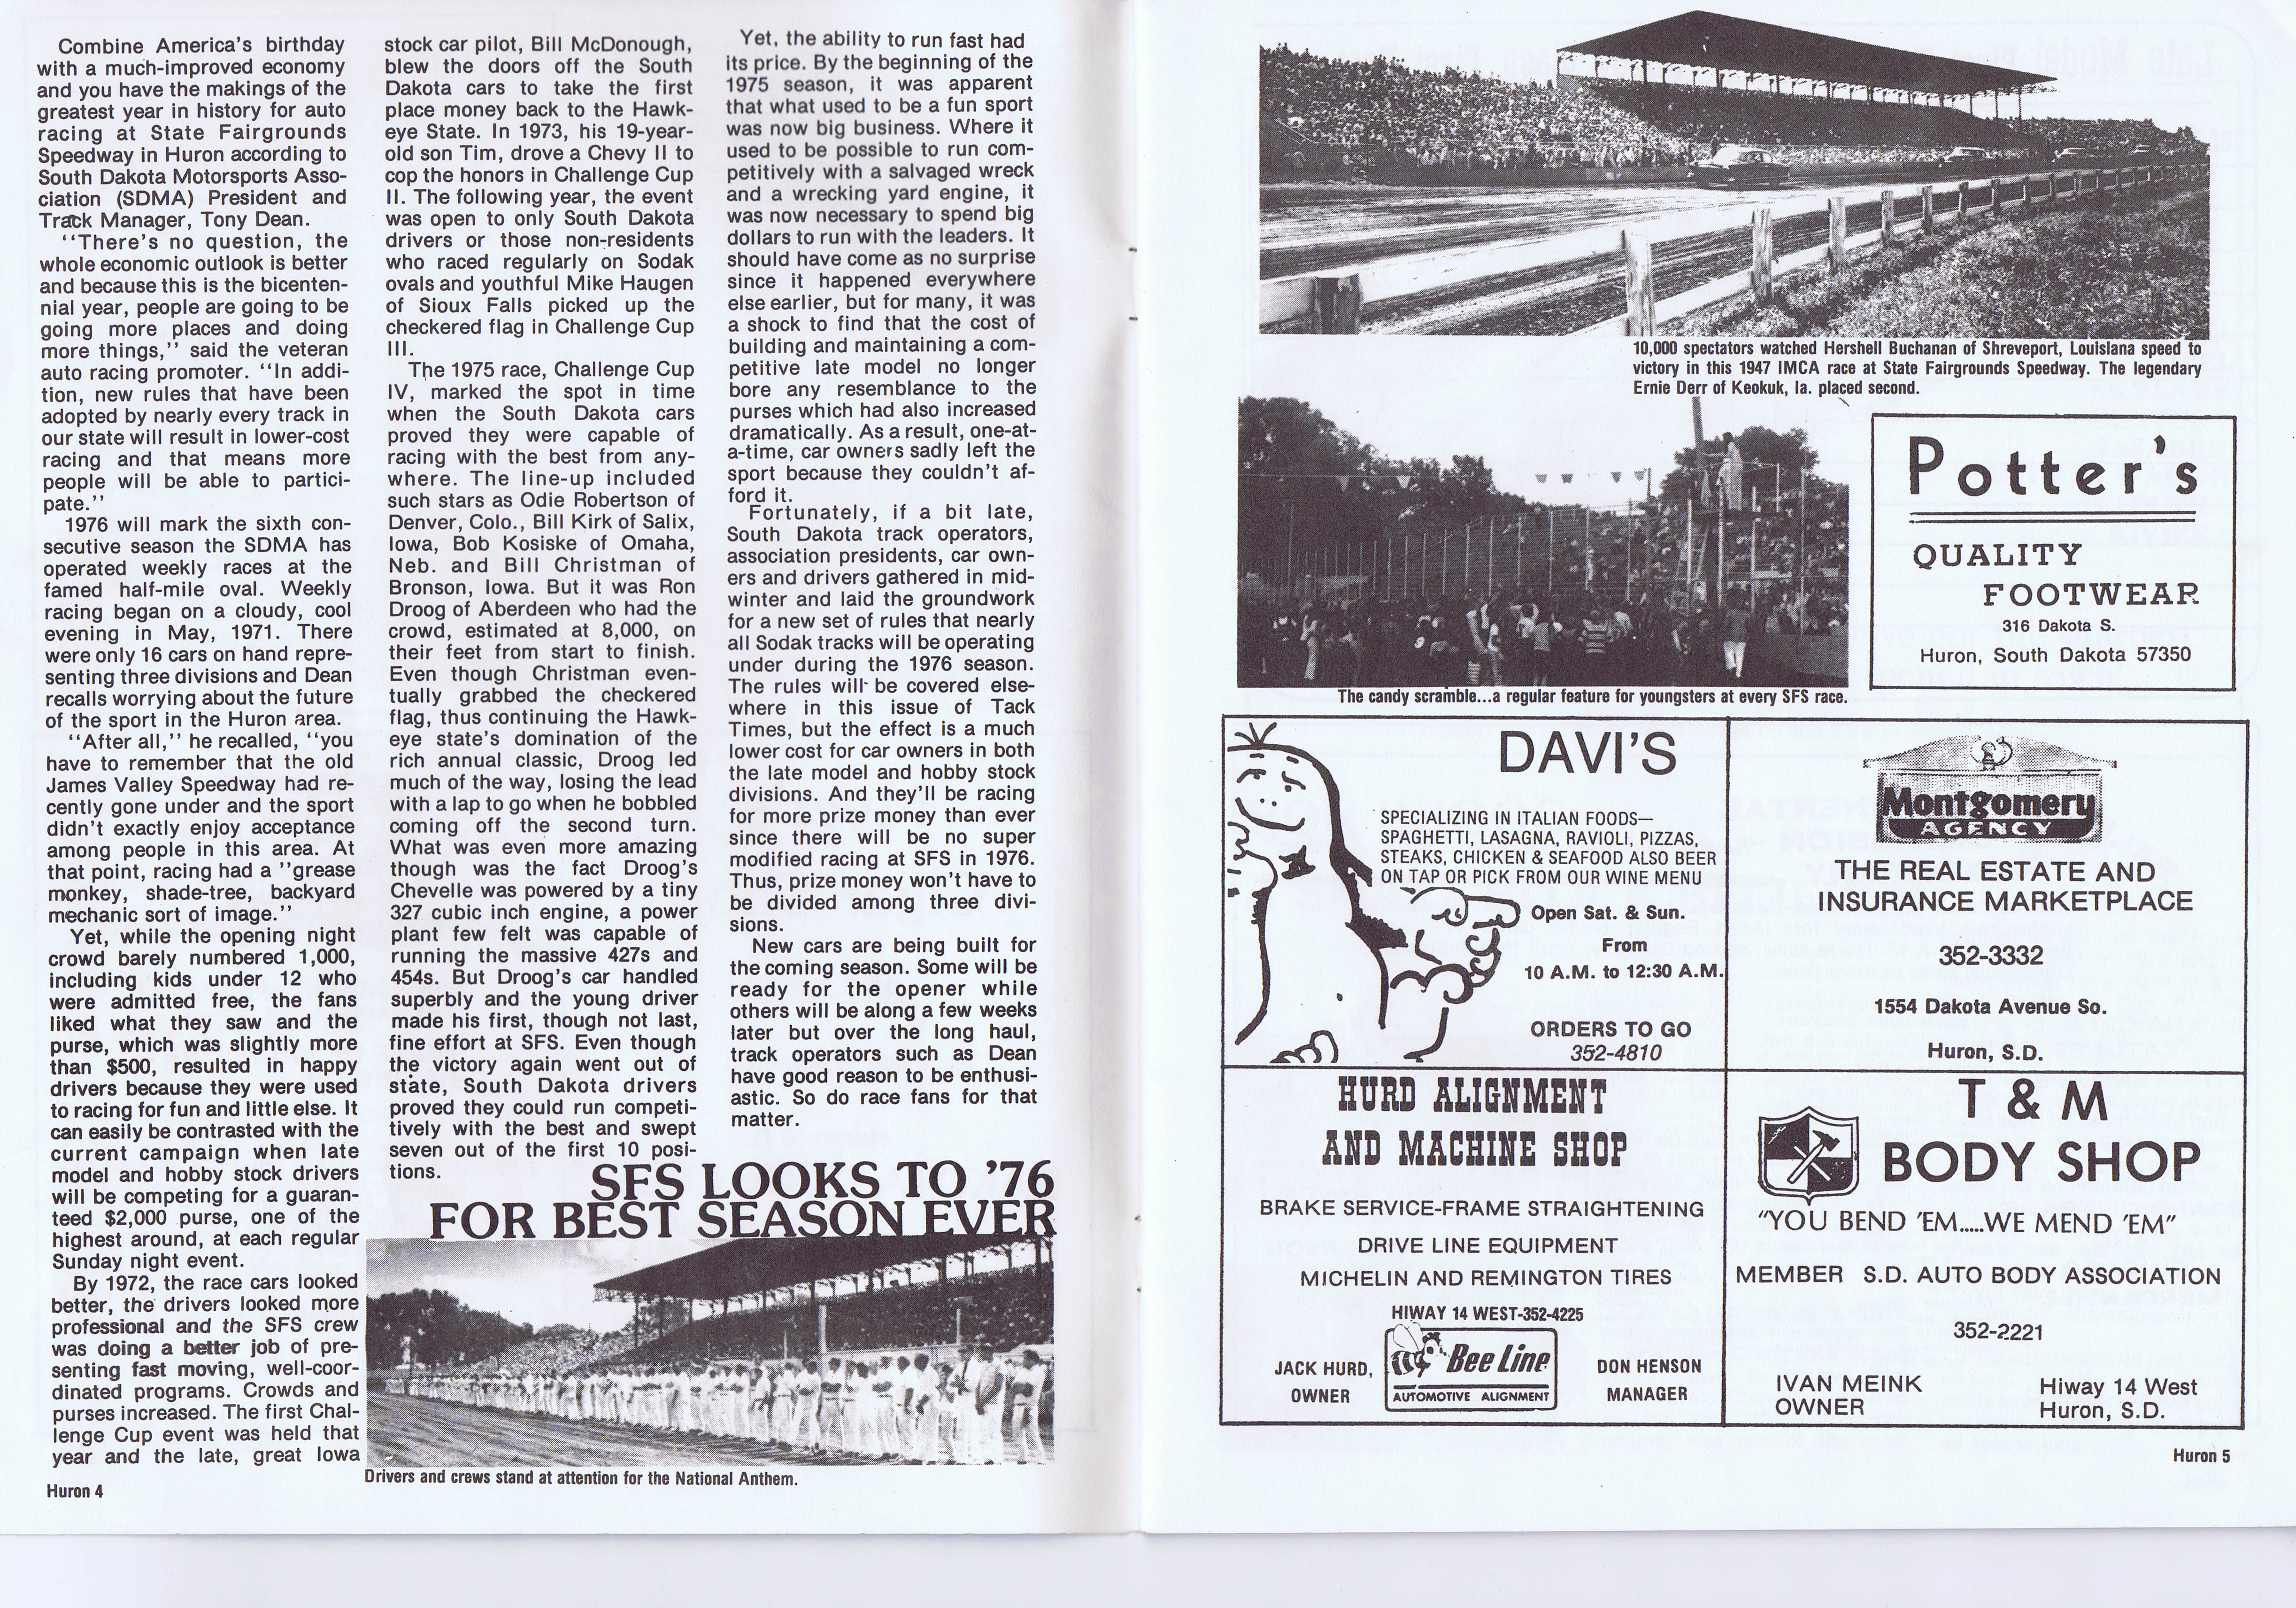 Combine America's birthday
with a much-improved economy
and you have the makings of the
greatest year in history for auto
racing at State Fairgrounds
Speedway in Huron according to
South Dakota Motorsports Asso-
ciation (SDMA) President and
Track Manager, Tony Dean.
"There's no question, the
whole economic outlook is better
and because this is the bicenten-
nial year, people are going to be
going more places and doing
more things," said the veteran
auto racing promoter. "In addi-
tion, new rules that have been
adopted by nearly every track in
our state will result in lower-cost
racing and that means more
people will be able to partici-
pate."
1976 will mark the sixth con-
secutive season the SDMA has
operated weekly races at the
famed half-mile oval. Weekly
racing began on a cloudy, cool
evening in May, 1971. There
were only 16 cars on hand repre-
senting three divisions and Dean
recalls worrying about the future
of the sport in the Huron area.
"After all," he recalled, "you
have to remember that the old
James Valley Speedway had re-
cently gone under and the sport
didn't exactly enjoy acceptance
among people in this area. At
that point, racing had a "grease
monkey, shade-tree, backyard
mechanic sort of image."
Yet, while the opening night
crowd barely numbered 1,000,
including kids under 12 who
were admitted free, the fans
liked what they saw and the
purse, which was slightly more
than $500, resulted in happy
drivers because they were used
to racing for fun and little else. It
can easily be contrasted with the
current campaign when late
model and hobby stock drivers
will be competing for a guaran-
teed $2,000 purse, one of the
highest around, at each regular
Sunday night event.
By 1972, the race cars looked
better, the drivers looked more
professional and the SFS crew
was doing a better job of pre-
senting fast moving, well-coor-
dinated programs. Crowds and
purses increased. The first Chal-
lenge Cup event was held that
year and the late, great Iowa
stock car pilot, Bill McDonough,
blew the doors off the South
Dakota cars to take the first
place money back to the Hawk-
eye State. In 1973, his 19-year-
old son Tim, drove a Chevy II to
cop the honors in Challenge Cup
II. The following year, the event
was open to only South Dakota
drivers or those non-residents
who raced regularly on Sodak
ovals and youthful Mike Haugen
of Sioux Falls picked up the
checkered flag in Challenge Cup
III.
The 1975 race, Challenge Cup
IV, marked the spot in time
when the South Dakota cars
proved they were capable of
racing with the best from any-
where. The line-up included
such stars as Odie Robertson of
Denver, Colo., Bill Kirk of Salix,
Iowa, Bob Kosiske of Omaha,
Neb. and Bill Christman of
Bronson, Iowa. But it was Ron
Droog of Aberdeen who had the
crowd, estimated at 8,000, on
their feet from start to finish.
Even though Christman even-
tually grabbed the checkered
flag, thus continuing the Hawk-
eye state's domination of the
rich annual classic, Droog led
much of the way, losing the lead
with a lap to go when he bobbled
coming off the second turn.
What was even more amazing
though was the fact Droog's
Chevelle was powered by a tiny
327 cubic inch engine, a power
plant few felt was capable of
running the massive 427s and
454s. But Droog's car handled
superbly and the young driver
made his first, though not last,
fine effort at SFS. Even though
the victory again went out of
state, South Dakota drivers
proved they could run competi-
tively with the best and swept
seven out of the first 10 posi-
tions.
Yet, the ability to run fast had
its price. By the beginning of the
1975 season, it was apparent
that what used to be a fun sport
was now big business. Where it
used to be possible to run com-
petitively with a salvaged wreck
and a wrecking yard engine, it
was now necessary to spend big
dollars to run with the leaders. It
should have come as no surprise
since it happened everywhere
else earlier, but for many, it was
a shock to find that the cost of
building and maintaining a com-
petitive late model no longer
bore any resemblance to the
purses which had also increased
dramatically. As a result, one-at-
a-time, car owners sadly left the
sport because they couldn't af-
ford it.
Fortunately, if a bit late,
South Dakota track operators,
association presidents, car own-
ers and drivers gathered in mid-
winter and laid the groundwork
for a new set of rules that nearly
all Sodak tracks will be operating
under during the 1976 season.
The rules will be covered else-
where in this issue of Tack
Times, but the effect is a much
lower cost for car owners in both
the late model and hobby stock
divisions. And they'll be racing
for more prize money than ever
since there will be no super
modified racing at SFS in 1976.
Thus, prize money won't have to
be divided among three divi-
sions.
New cars are being built for
the coming season. Some will be
ready for the opener while
others will be along a few weeks
later but over the long haul,
track operators such as Dean
have good reason to be enthusi-
astic. So do race fans for that
matter.
SFS LOOKS TO '76
FOR BEST SEASON EVER
Drivers and crews stand at attention for the National Anthem.
Huron 4
10,000 spectators watched Hershell Buchanan of Shreveport, Louislana speed to
victory in this 1947 IMCA race at State Fairgrounds Speedway. The legendary
Ernie Derr of Keokuk, Ia. placed second.
The candy scramble...a regular feature for youngsters at every SFS race.
Potter's
QUALITY
FOOTWEAR
316 Dakota S.
Huron, South Dakota 57350
DAVI'S
SPECIALIZING IN ITALIAN FOODS—
SPAGHETTI, LASAGNA, RAVIOLI, PIZZAS,
STEAKS, CHICKEN & SEAFOOD ALSO BEER
ON TAP OR PICK FROM OUR WINE MENU
Open Sat. & Sun.
From
10 A.M. to 12:30 A.M.
ORDERS TO GO
352-4810
Montgomery
AGENCY
THE REAL ESTATE AND
INSURANCE MARKETPLACE
352-3332
1554 Dakota Avenue So.
Huron, S.D.
HURD ALIGNMENT
AND MACHINE SHOP
BRAKE SERVICE-FRAME STRAIGHTENING
DRIVE LINE EQUIPMENT
MICHELIN AND REMINGTON TIRES
HIWAY 14 WEST-352-4225
JACK HURD,
OWNER
Bee Line
AUTOMOTIVE ALIGNMENT
DON HENSON
MANAGER
T & M
BODY SHOP
"YOU BEND 'EM.....WE MEND 'EM"
MEMBER S.D. AUTO BODY ASSOCIATION
352-2221
IVAN MEINK
OWNER
Hiway 14 West
Huron, S.D.
Huron 5